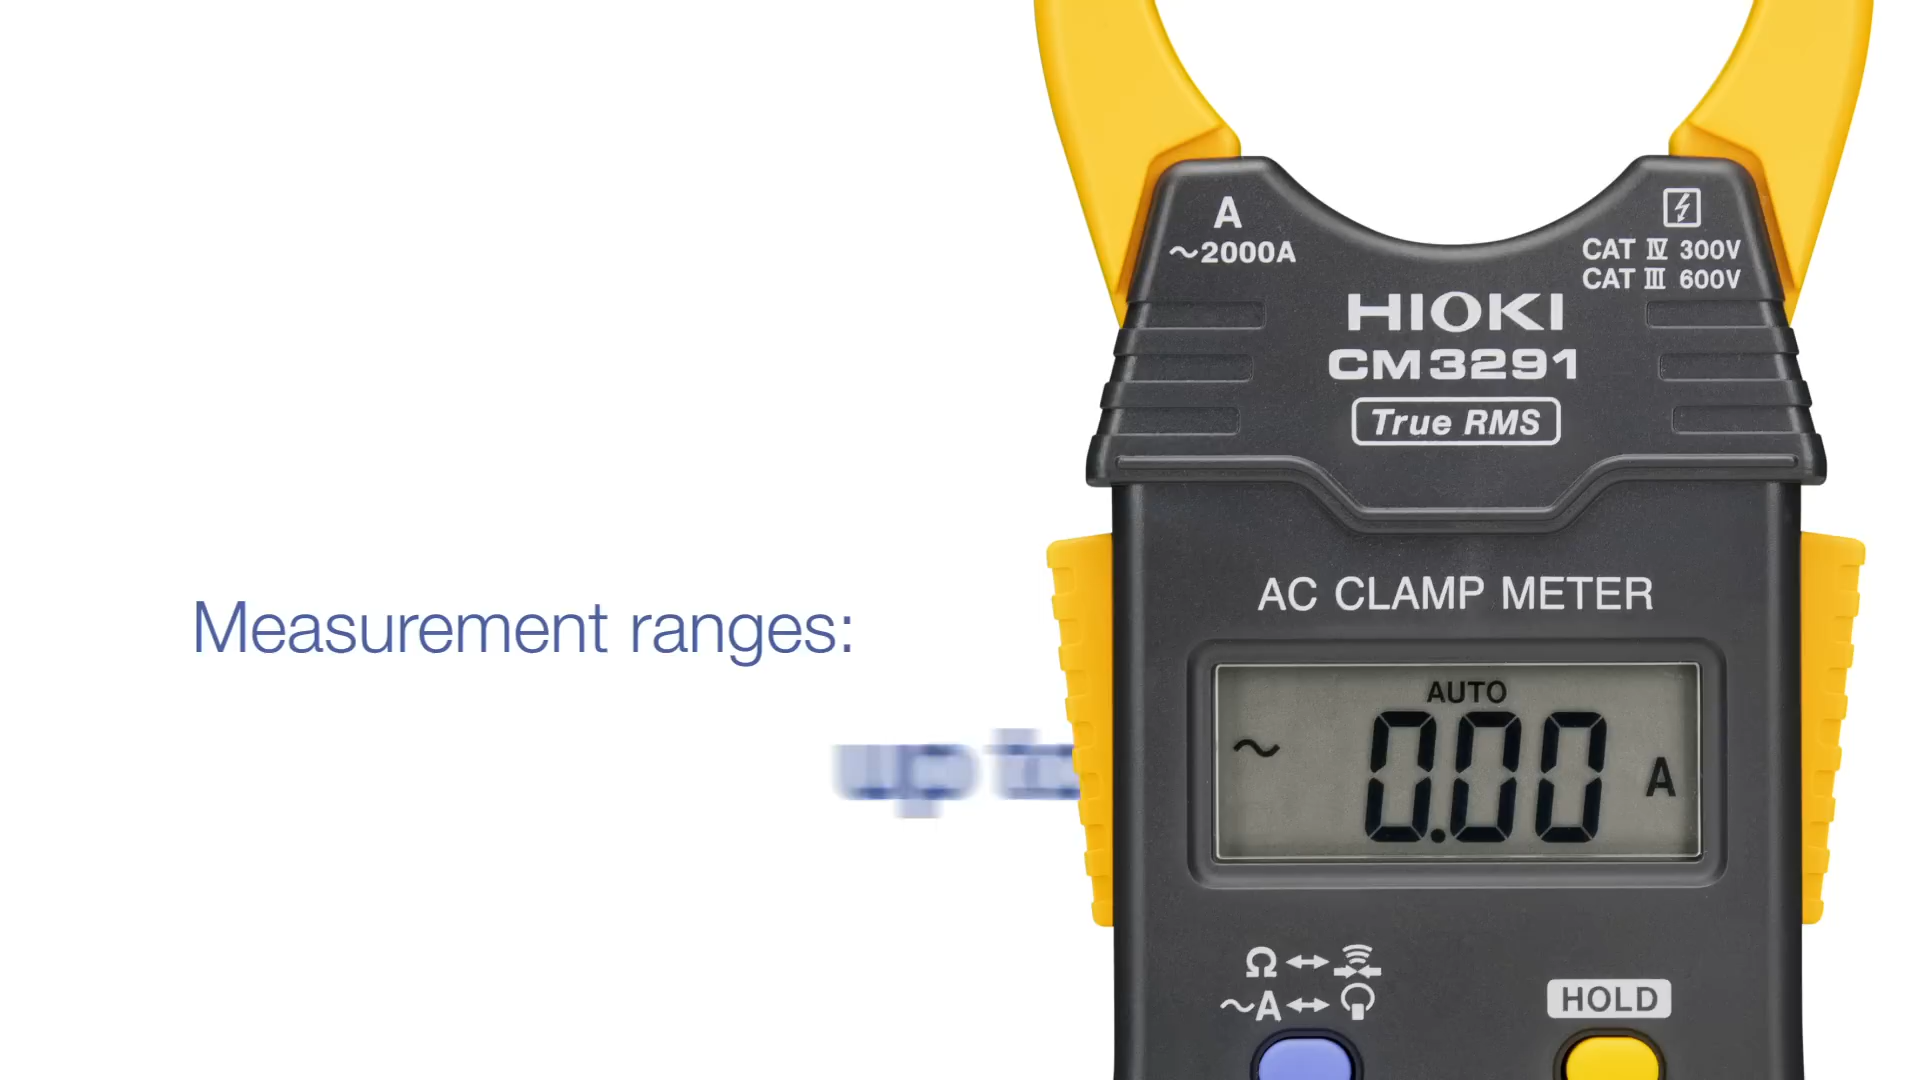 A
~2000A
CAT Ⅳ 300V
CAT Ⅲ 600V
HIOKI
CM3291
True RMS
AC CLAMP METER
Measurement ranges:
AUTO
~ 0.00 A
up
Ω
~A
HOLD